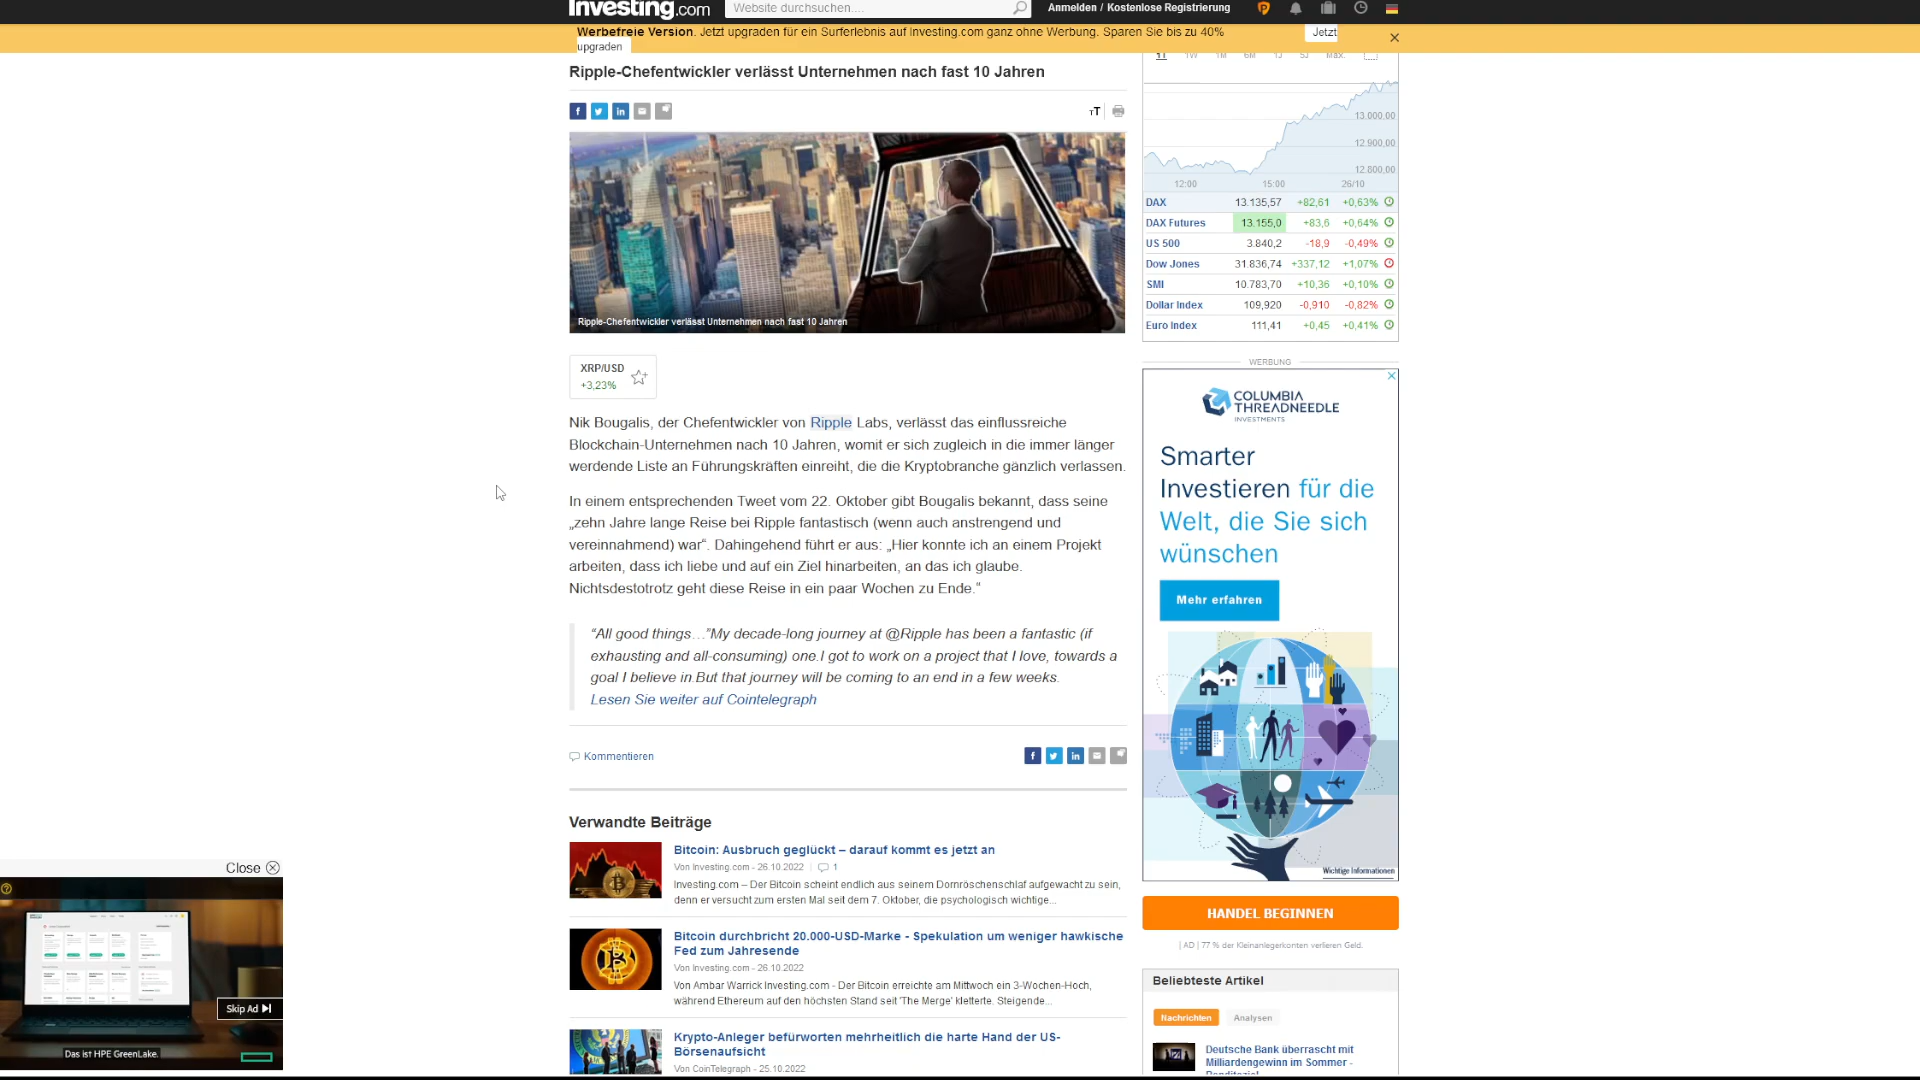 Investing.com
Website durchsuchen....
Anmelden / Kostenlose Registrierung
Werbefreie Version. Jetzt upgraden für ein Surferlebnis auf Investing.com ganz ohne Werbung. Sparen Sie bis zu 40%
Jetzt
upgraden
Ripple-Chefentwickler verlässt Unternehmen nach fast 10 Jahren
Ripple-Chefentwickler verlässt Unternehmen nach fast 10 Jahren
XRP/USD
+3,23%
Nik Bougalis, der Chefentwickler von Ripple Labs, verlässt das einflussreiche
Blockchain-Unternehmen nach 10 Jahren, womit er sich zugleich in die immer länger
werdende Liste an Führungskräften einreiht, die die Kryptobranche gänzlich verlassen.
In einem entsprechenden Tweet vom 22. Oktober gibt Bougalis bekannt, dass seine
„zehn Jahre lange Reise bei Ripple fantastisch (wenn auch anstrengend und
vereinnahmend) war“. Dahingehend führt er aus: „Hier konnte ich an einem Projekt
arbeiten, dass ich liebe und auf ein Ziel hinarbeiten, an das ich glaube.
Nichtsdestotrotz geht diese Reise in ein paar Wochen zu Ende.“
“All good things…”My decade-long journey at @Ripple has been a fantastic (if
exhausting and all-consuming) one.I got to work on a project that I love, towards a
goal I believe in.But that journey will be coming to an end in a few weeks.
Lesen Sie weiter auf Cointelegraph
Kommentieren
Verwandte Beiträge
Bitcoin: Ausbruch geglückt – darauf kommt es jetzt an
Von Investing.com - 26.10.2022 | 1
Investing.com – Der Bitcoin scheint endlich aus seinem Dornröschenschlaf aufgewacht zu sein,
denn er versucht zum ersten Mal seit dem 7. Oktober, die psychologisch wichtige...
Bitcoin durchbricht 20.000-USD-Marke - Spekulation um weniger hawkische
Fed zum Jahresende
Von Investing.com - 26.10.2022
Von Ambar Warrick Investing.com - Der Bitcoin erreichte am Mittwoch ein 3-Wochen-Hoch,
während Ethereum auf den höchsten Stand seit 'The Merge' kletterte. Steigende...
Krypto-Anleger befürworten mehrheitlich die harte Hand der US-
Börsenaufsicht
Von CoinTelegraph - 25.10.2022
1T 1W 1M 6M 1J 5J Max.
13.000,00
12.900,00
12.800,00
12:00 15:00 26/10
DAX 13.135,57 +82,61 +0,63%
DAX Futures 13.155,0 +83,6 +0,64%
US 500 3.840,2 -18,9 -0,49%
Dow Jones 31.836,74 +337,12 +1,07%
SMI 10.783,70 +10,36 +0,10%
Dollar Index 109,920 -0,910 -0,82%
Euro Index 111,41 +0,45 +0,41%
WERBUNG
COLUMBIA
THREADNEEDLE
INVESTMENTS
Smarter
Investieren für die
Welt, die Sie sich
wünschen
Mehr erfahren
Wichtige Informationen
HANDEL BEGINNEN
| AD | 77 % der Kleinanlegerkonten verlieren Geld.
Beliebteste Artikel
Nachrichten Analysen
Deutsche Bank überrascht mit
Milliardengewinn im Sommer -
Close
Skip Ad
Das ist HPE GreenLake.